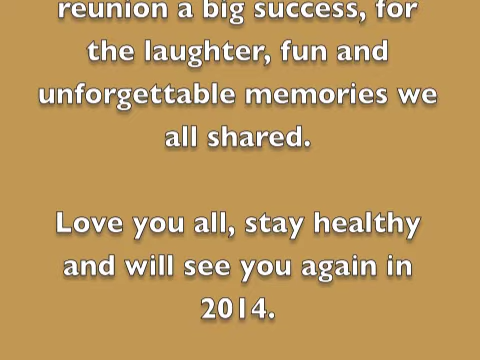 reunion a big success, for
the laughter, fun and
unforgettable memories we
all shared.
Love you all, stay healthy
and will see you again in
2014.